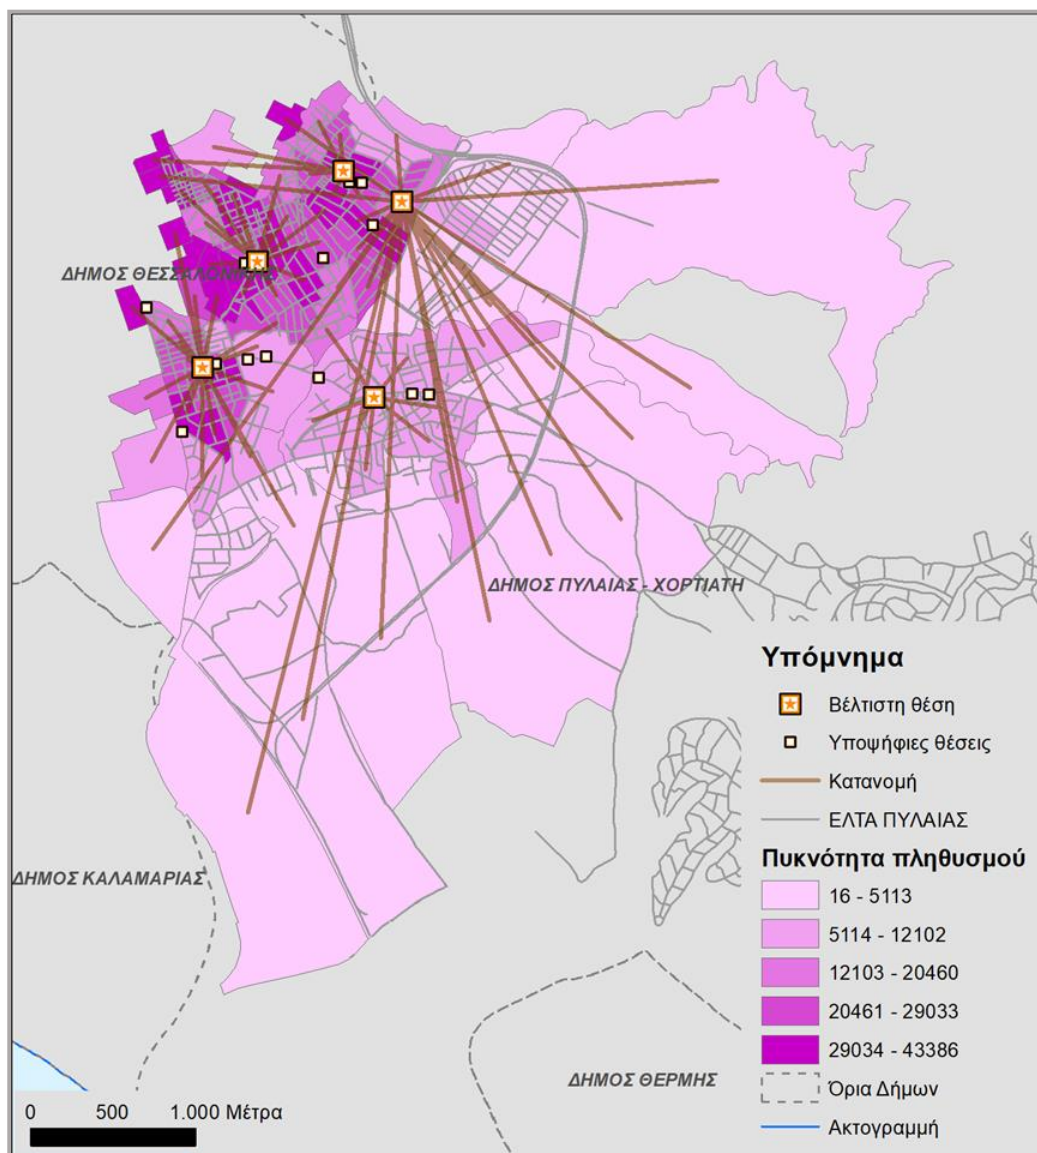 ΔΗΜΟΣ ΘΕΣΣΑΛΟΝΙΚΗΣ
ΔΗΜΟΣ ΠΥΛΑΙΑΣ - ΧΟΡΤΙΑΤΗ
ΔΗΜΟΣ ΚΑΛΑΜΑΡΙΑΣ
ΔΗΜΟΣ ΘΕΡΜΗΣ
0 500 1.000 Μέτρα
Υπόμνημα
Βέλτιστη θέση
Υποψήφιες θέσεις
Κατανομή
ΕΛΤΑ ΠΥΛΑΙΑΣ
Πυκνότητα πληθυσμού
16 - 5113
5114 - 12102
12103 - 20460
20461 - 29033
29034 - 43386
Όρια Δήμων
Ακτογραμμή